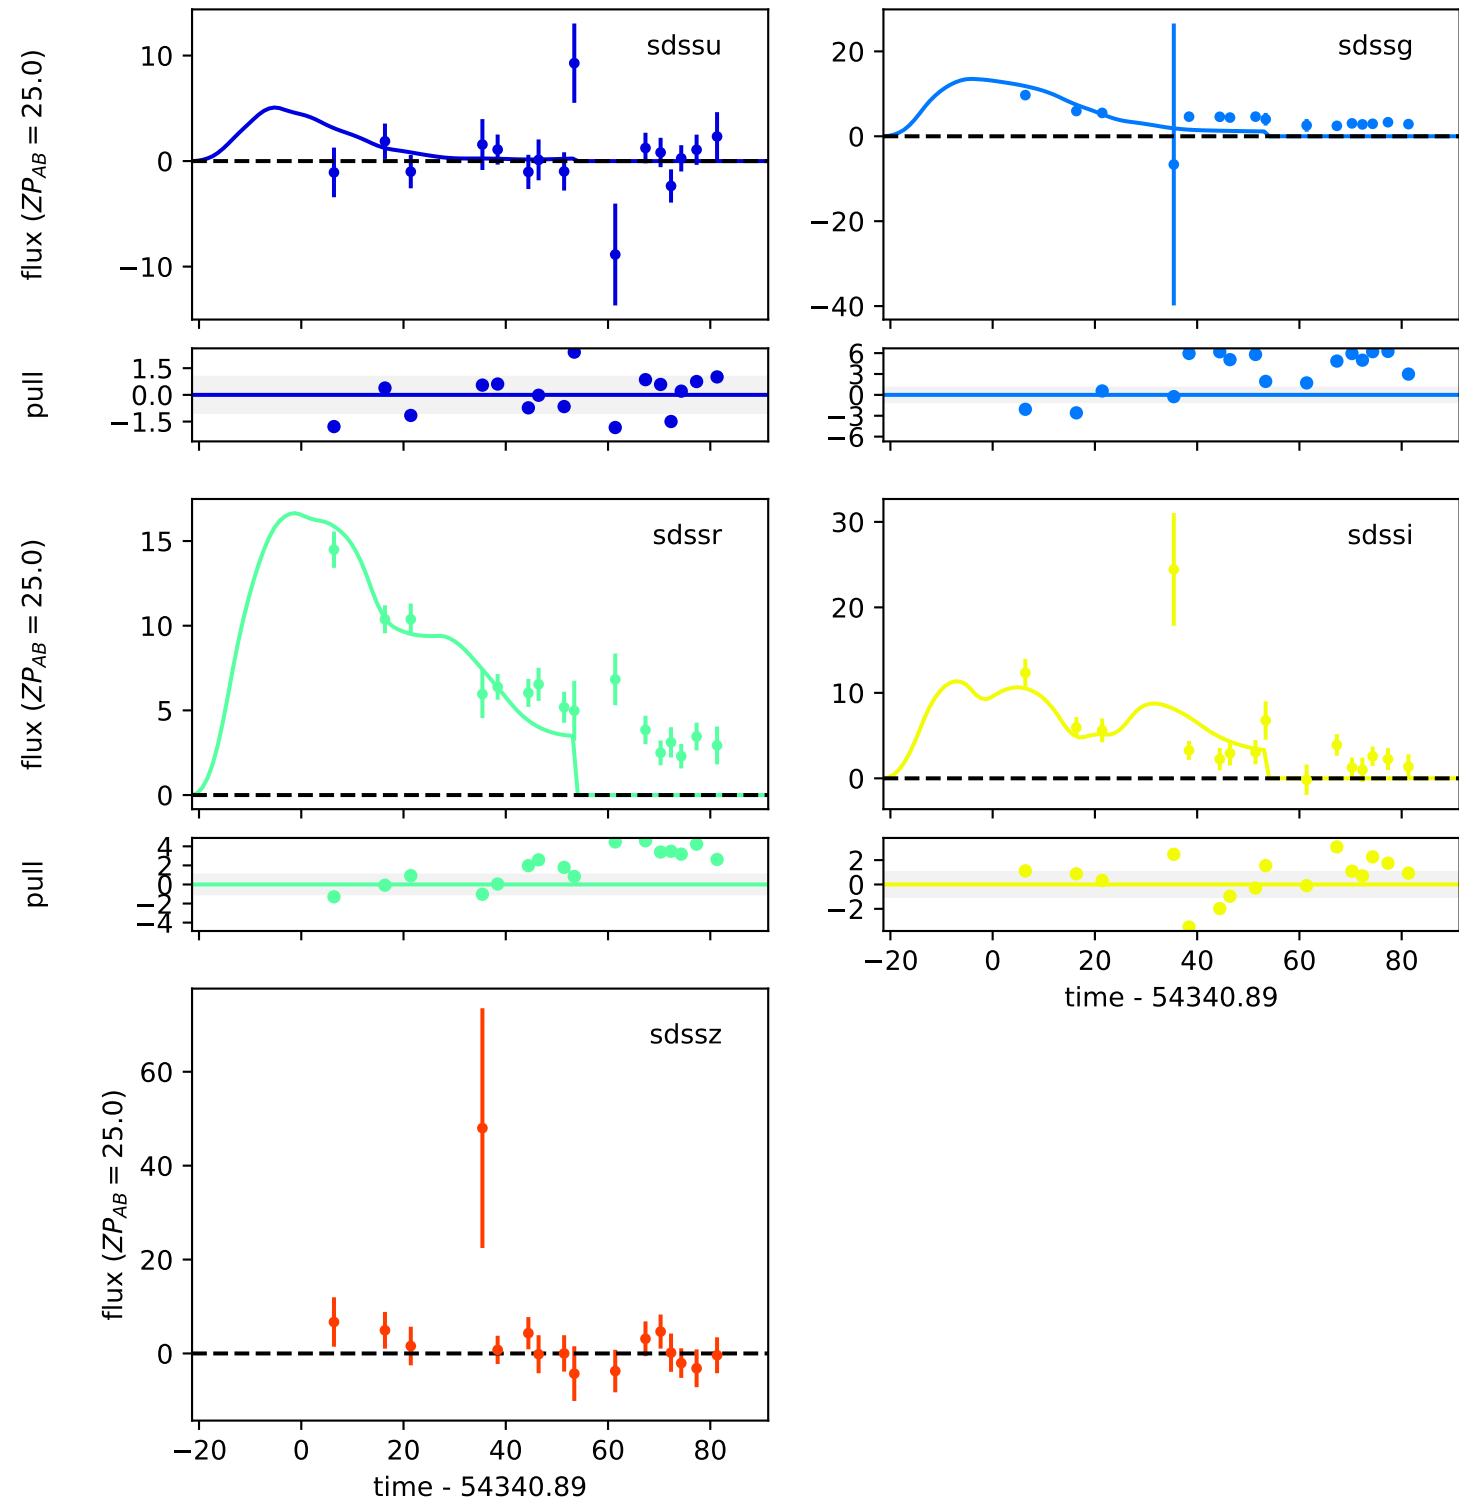 sdssu
flux (ZP_AB = 25.0)
10
0
−10
sdssg
20
0
−20
−40
pull
1.5
0.0
−1.5
6
3
0
−3
−6
sdssr
flux (ZP_AB = 25.0)
15
10
5
0
sdssi
30
20
10
0
pull
4
2
0
−2
−4
2
0
−2
−20 0 20 40 60 80
time - 54340.89
sdssz
flux (ZP_AB = 25.0)
60
40
20
0
−20 0 20 40 60 80
time - 54340.89